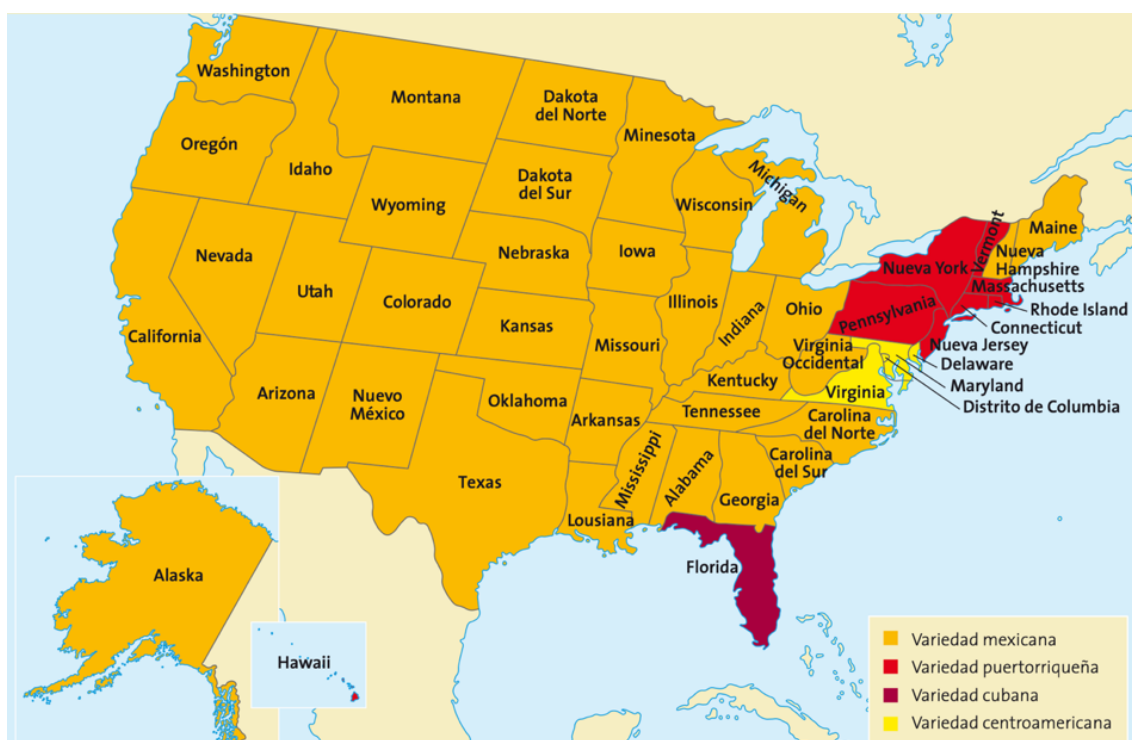 Washington
Montana
Dakota
del Norte
Minesota
Oregón
Idaho
Dakota
del Sur
Wyoming
Wisconsin
Michigan
Maine
Vermont
Nueva
Hampshire
Nevada
Nebraska
Iowa
Nueva York
Massachusetts
Utah
Colorado
Illinois
Indiana
Ohio
Pennsylvania
Rhode Island
Connecticut
California
Kansas
Missouri
Virginia
Occidental
Nueva Jersey
Delaware
Maryland
Distrito de Columbia
Kentucky
Virginia
Arizona
Nuevo
México
Oklahoma
Arkansas
Tennessee
Carolina
del Norte
Carolina
del Sur
Texas
Mississippi
Alabama
Georgia
Lousiana
Florida
Alaska
Hawaii
Variedad mexicana
Variedad puertorriqueña
Variedad cubana
Variedad centroamericana